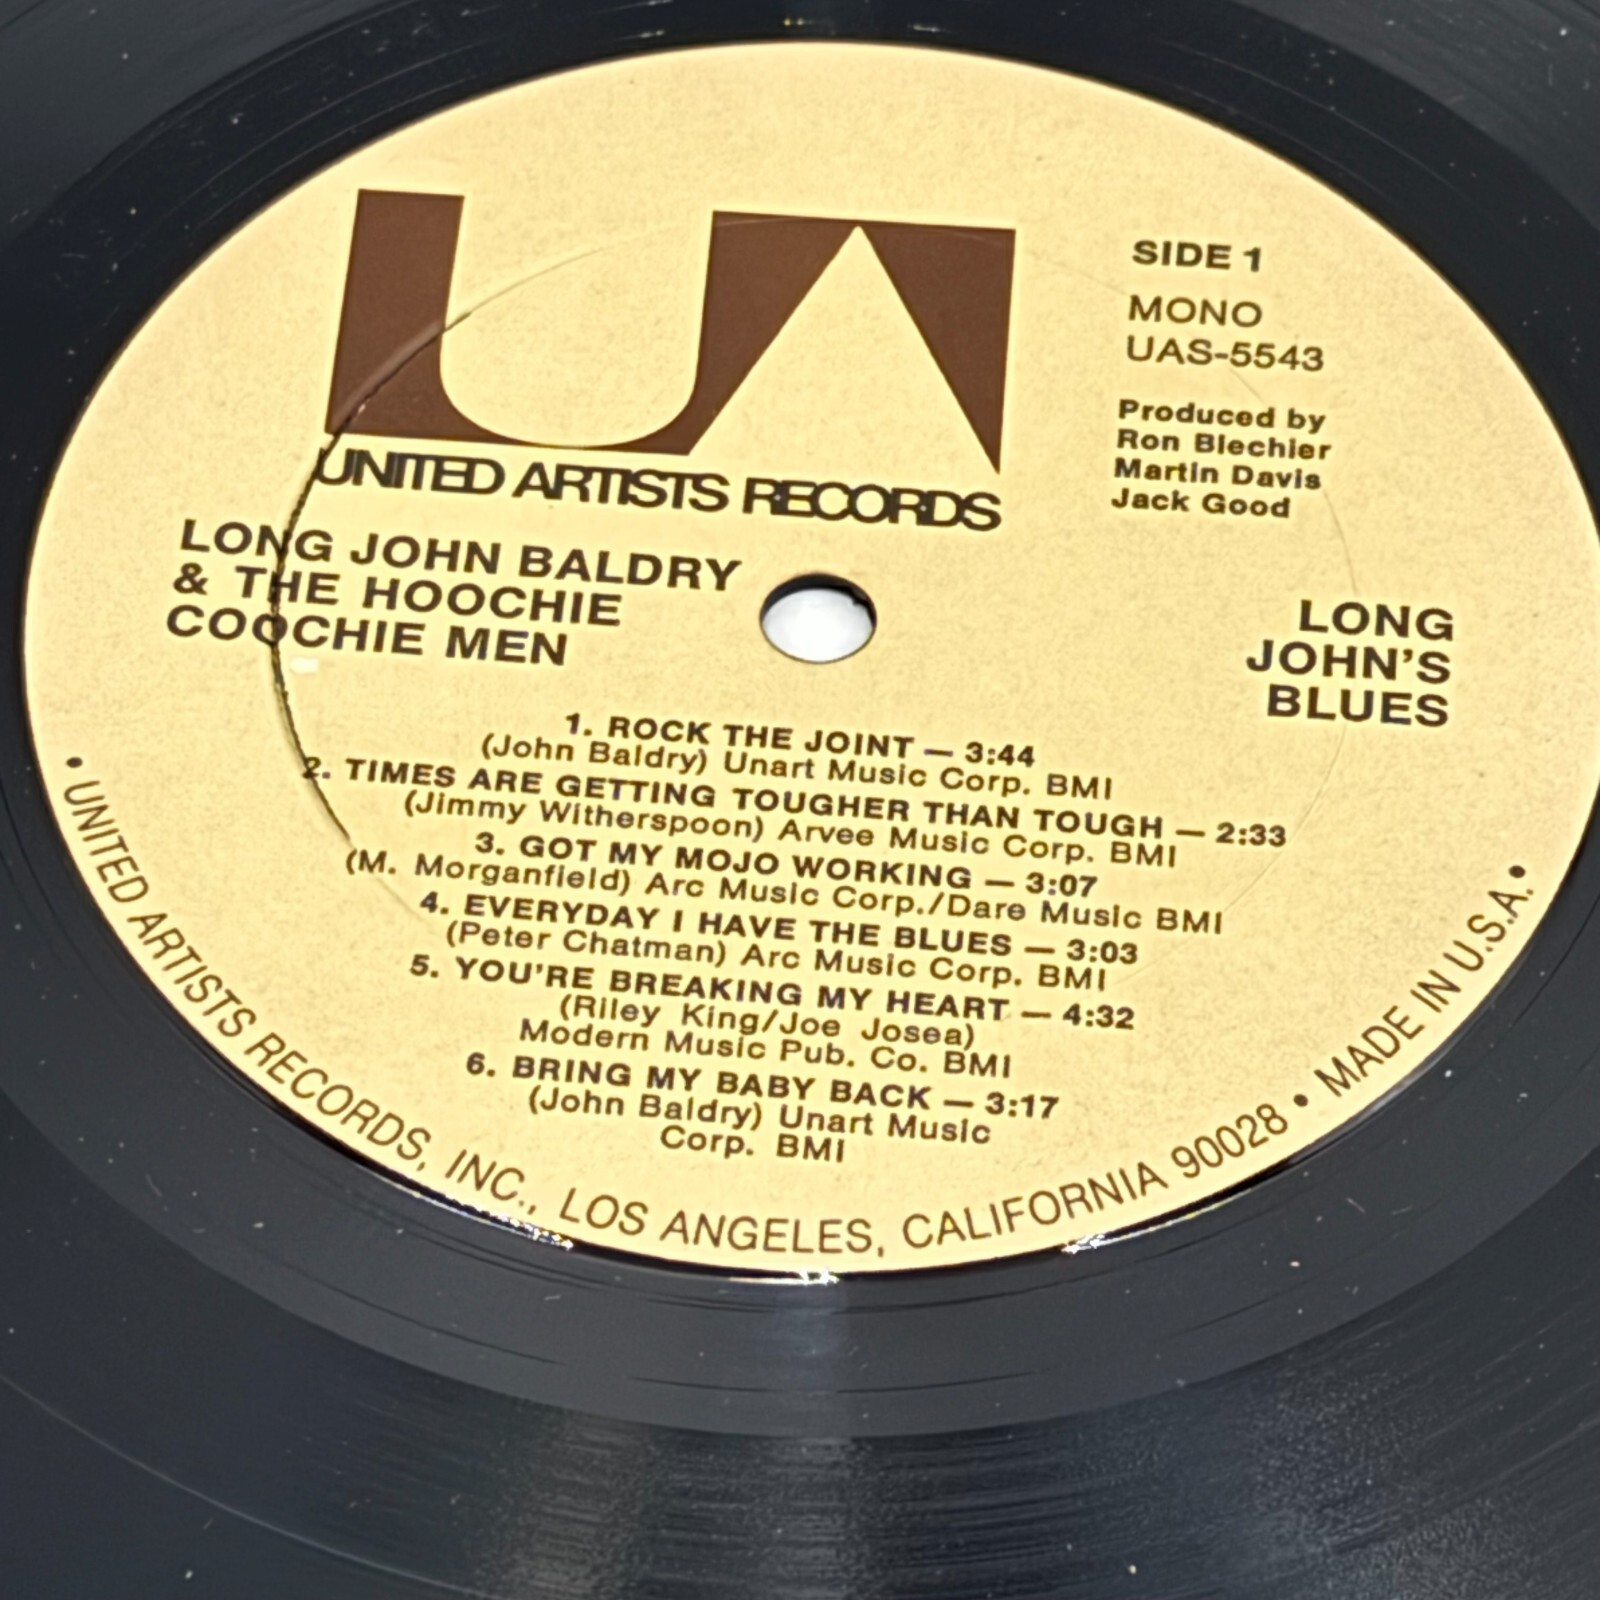 UA
UNITED ARTISTS RECORDS
SIDE 1
MONO
UAS-5543
Produced by
Ron Blechler
Martin Davis
Jack Good
LONG JOHN BALDRY
& THE HOOCHIE
COOCHIE MEN
LONG
JOHN'S
BLUES
1. ROCK THE JOINT — 3:44
(John Baldry) Unart Music Corp. BMI
2. TIMES ARE GETTING TOUGHER THAN TOUGH — 2:33
(Jimmy Witherspoon) Arvee Music Corp. BMI
3. GOT MY MOJO WORKING — 3:07
(M. Morganfield) Arc Music Corp./Dare Music BMI
4. EVERYDAY I HAVE THE BLUES — 3:03
(Peter Chatman) Arc Music Corp. BMI
5. YOU'RE BREAKING MY HEART — 4:32
(Riley King/Joe Josea)
Modern Music Pub. Co. BMI
6. BRING MY BABY BACK — 3:17
(John Baldry) Unart Music
Corp. BMI
• UNITED ARTISTS RECORDS, INC., LOS ANGELES, CALIFORNIA 90028 • MADE IN U.S.A. •